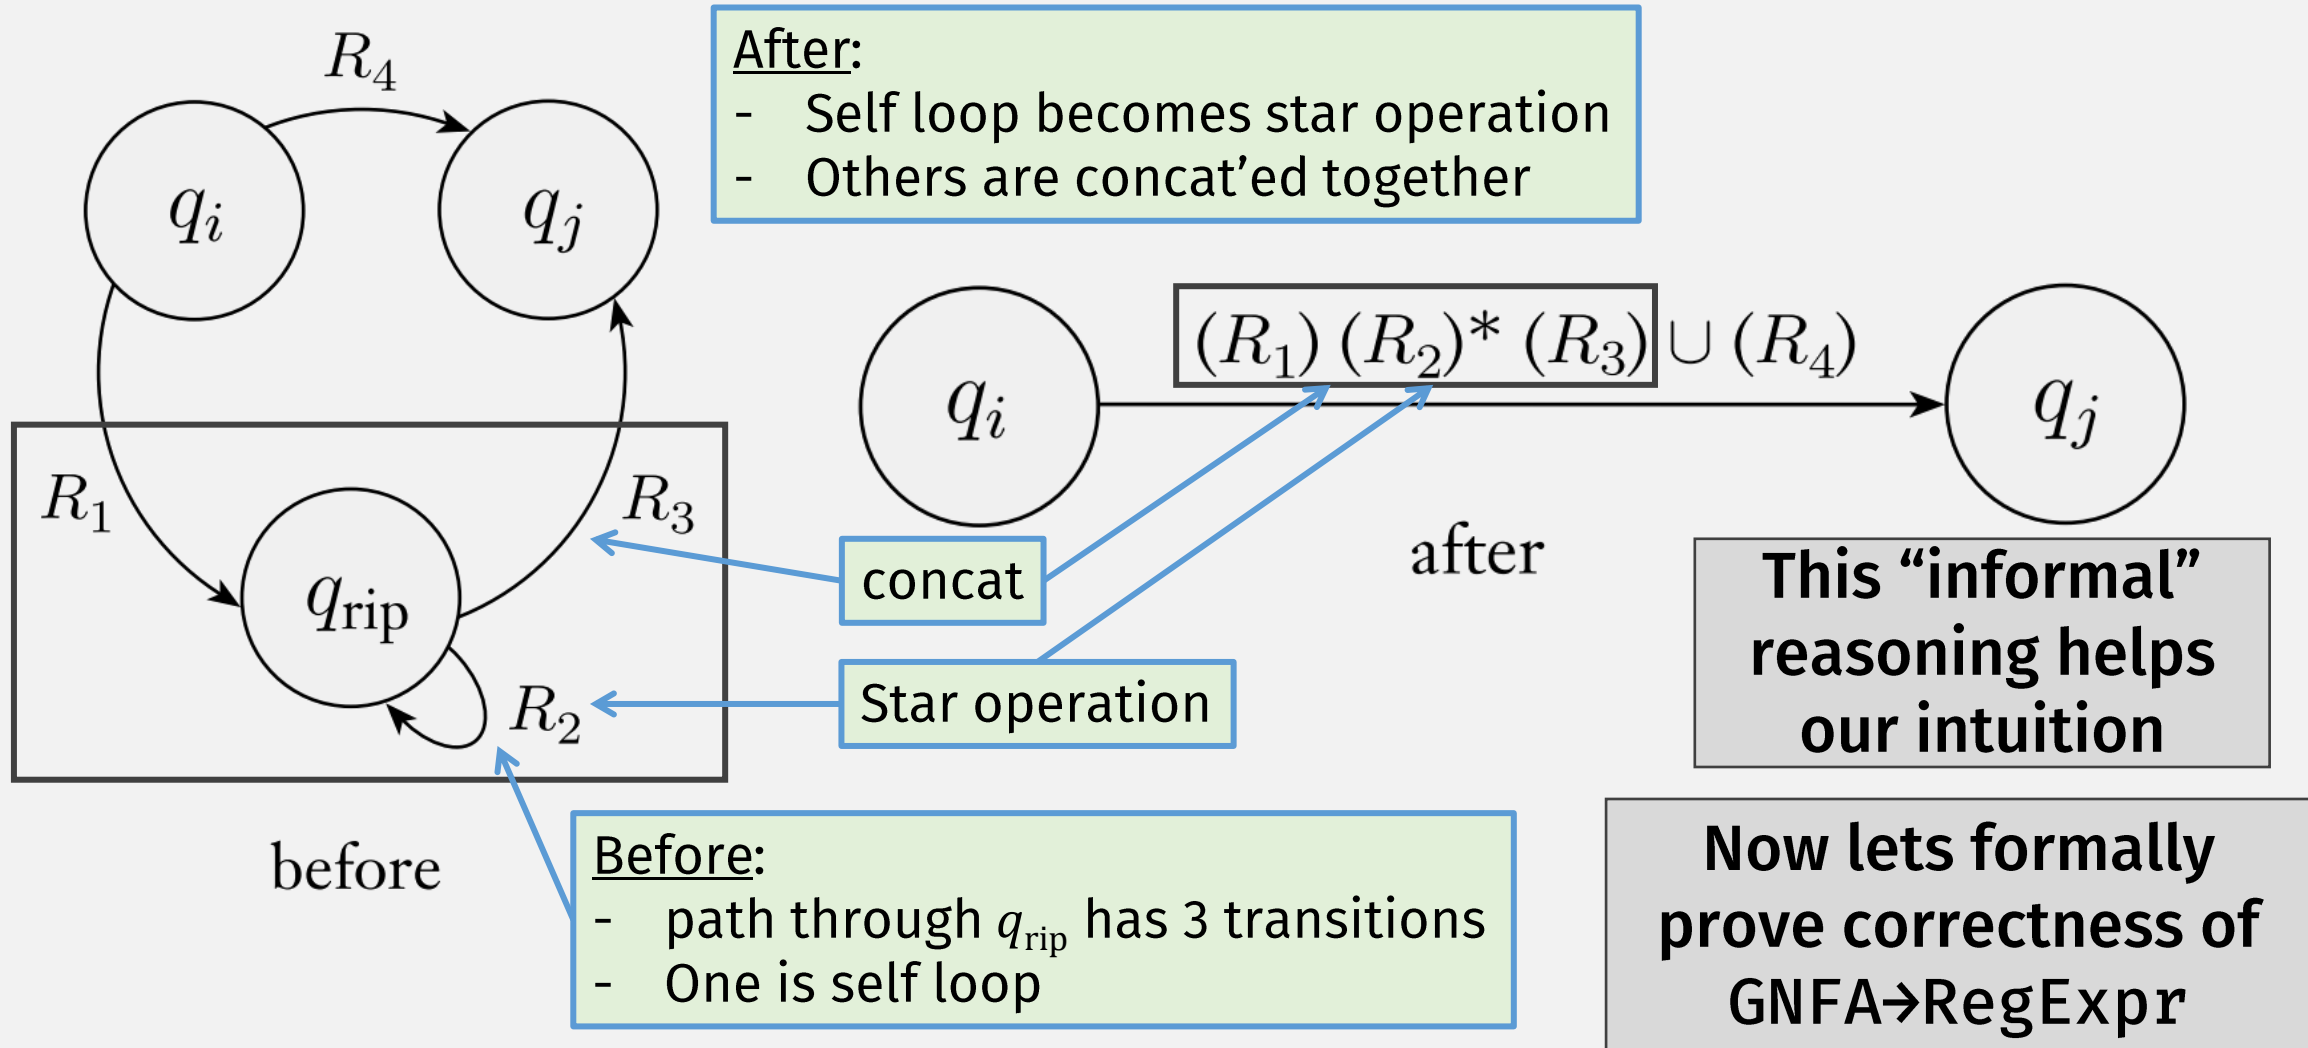 R₄
qᵢ
qⱼ
R₁
R₃
q_rip
R₂
before
After:
- Self loop becomes star operation
- Others are concat’ed together
(R₁) (R₂)* (R₃) ∪ (R₄)
qᵢ
qⱼ
after
concat
Star operation
Before:
- path through q_rip has 3 transitions
- One is self loop
This “informal”
reasoning helps
our intuition
Now lets formally
prove correctness of
GNFA→RegExpr